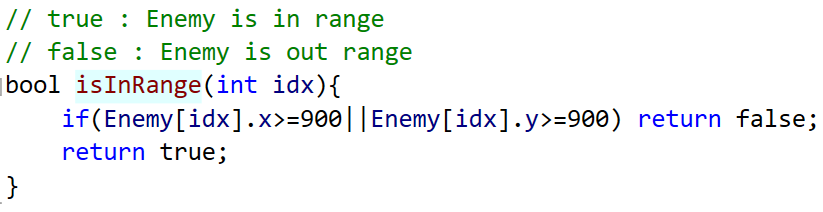 // true : Enemy is in range
// false : Enemy is out range
bool isInRange(int idx){
    if(Enemy[idx].x>=900||Enemy[idx].y>=900) return false;
    return true;
}